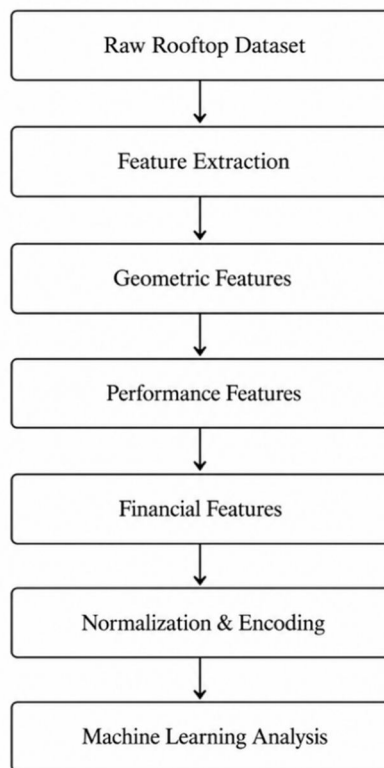 Raw Rooftop Dataset
Feature Extraction
Geometric Features
Performance Features
Financial Features
Normalization & Encoding
Machine Learning Analysis